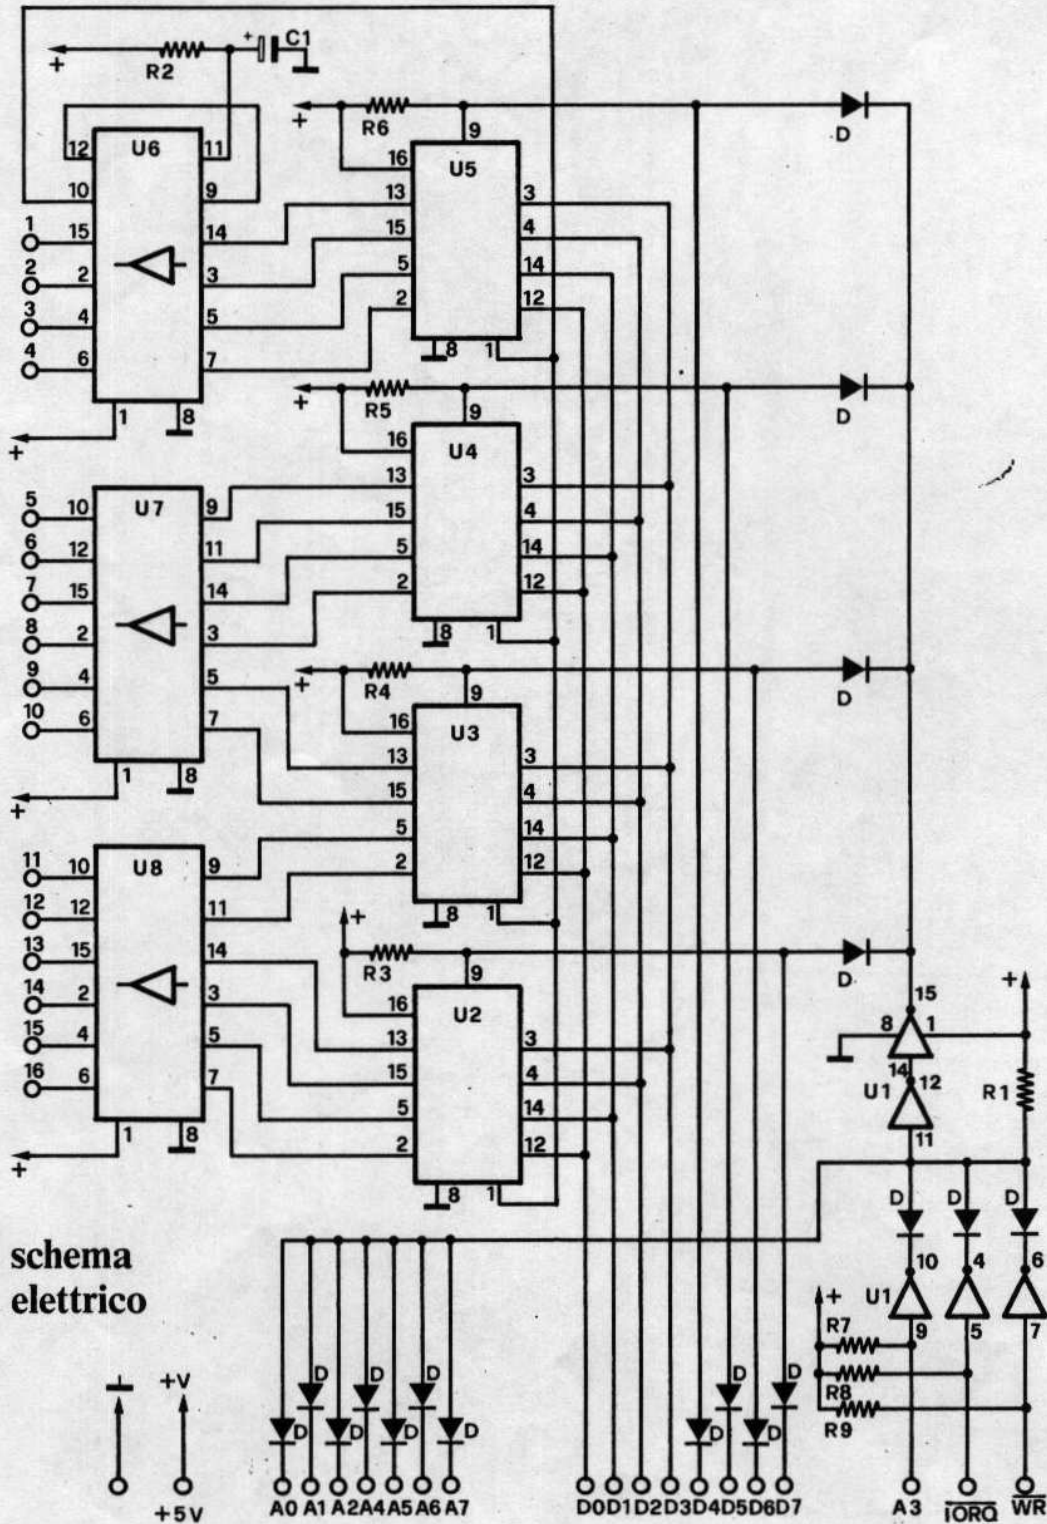 + R2 + C1
+ R6 9 D
12 U6 11 16 U5
10 9 13 3
1 15 14 15 4
2 2 3 5 14
3 4 5 2 12
4 6 7 8 1
+ R5 9 D
+ 1 8 16 U4
5 10 U7 9 13 3
6 12 11 15 4
7 15 14 5 14
8 2 3 2 12
9 4 5 8 1
+ R4 9 D
10 6 7 16 U3
+ 1 8 13 3
15 4
11 10 U8 9 5 14
12 12 11 2 12
13 15 14 + 8 1
R3 9 D
14 2 3 16 U2 15 +
15 4 5 13 3 8 1
16 6 7 15 4 14 12 U1 R1
5 14 11
+ 1 8 2 12
8 1 D D D
schema
elettrico
10 4 6
+ U1
R7 9 5 7
R8
R9
+V
D D D D D D D D D D D
+5V A0 A1 A2 A4 A5 A6 A7 D0 D1 D2 D3 D4 D5 D6 D7 A3 IORQ WR